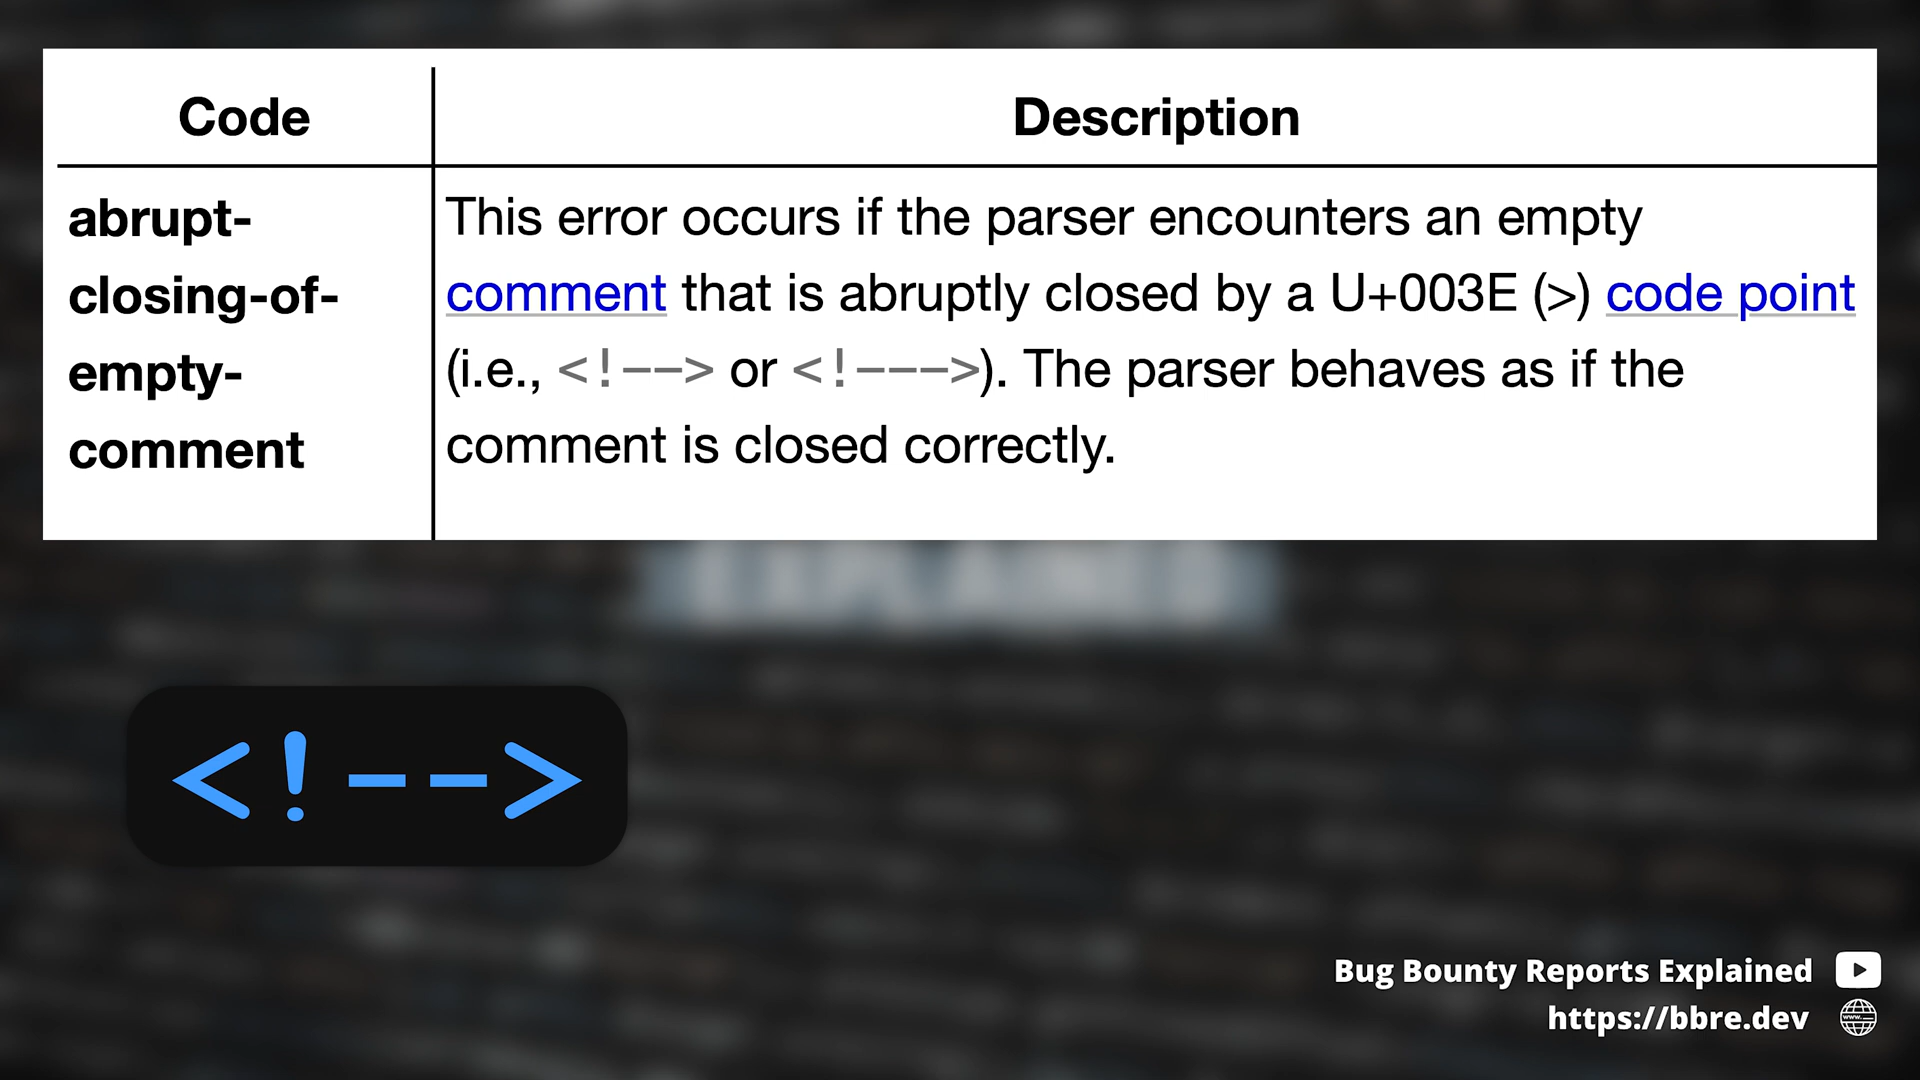 Code Description
abrupt-
closing-of-
empty-
comment
This error occurs if the parser encounters an empty
comment that is abruptly closed by a U+003E (>) code point
(i.e., <!--> or <!--->). The parser behaves as if the
comment is closed correctly.
EXPLAINED
<!-->
Bug Bounty Reports Explained
https://bbre.dev